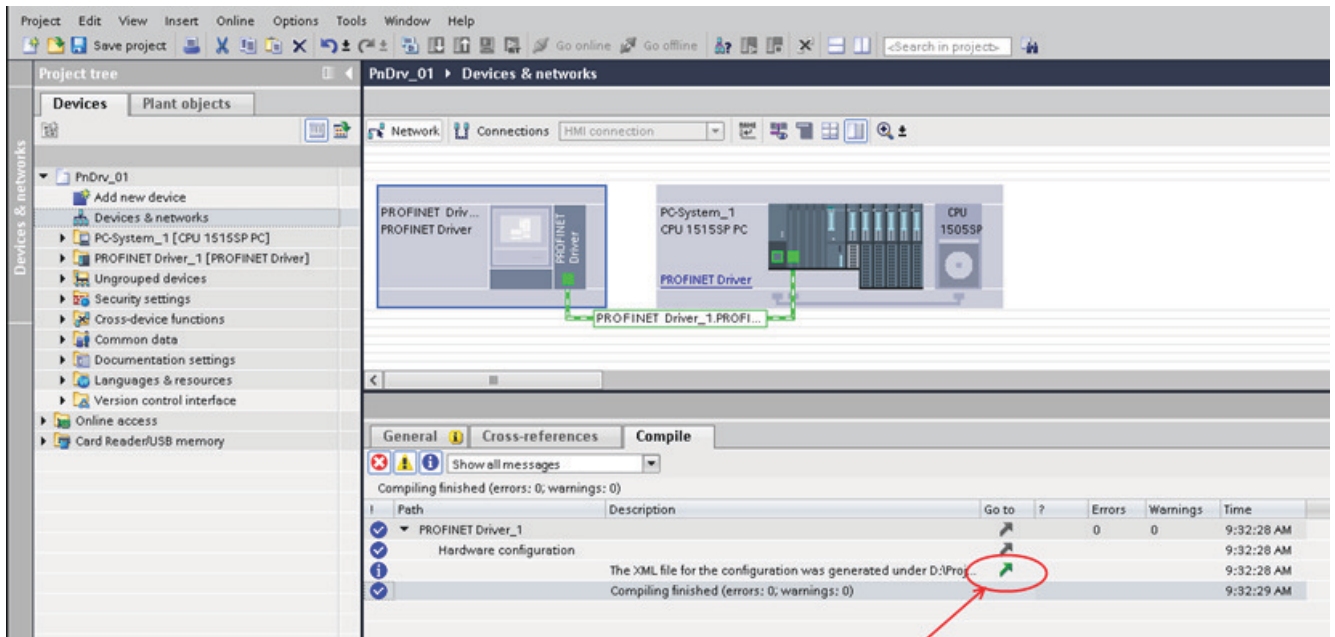 Project Edit View Insert Online Options Tools Window Help
Save project Go online Go offline <Search in project>
Project tree
PnDrv_01 Devices & networks
Devices Plant objects
Network Connections HMI connection
Devices & networks
PnDrv_01
Add new device
Devices & networks
PC-System_1 [CPU 1515SP PC]
PROFINET Driver_1 [PROFINET Driver]
Ungrouped devices
Security settings
Cross-device functions
Common data
Documentation settings
Languages & resources
Version control interface
Online access
Card Reader/USB memory
PROFINET Driv...
PROFINET Driver
PROFINET
Driver
PC-System_1
CPU 1515SP PC
PROFINET Driver
CPU
1505SP
PROFINET Driver_1.PROFI...
General Cross-references Compile
Show all messages
Compiling finished (errors: 0; warnings: 0)
! Path Description Go to ? Errors Warnings Time
PROFINET Driver_1 0 0 9:32:28 AM
Hardware configuration 9:32:28 AM
The XML file for the configuration was generated under D:\Proj... 9:32:28 AM
Compiling finished (errors: 0; warnings: 0) 9:32:29 AM